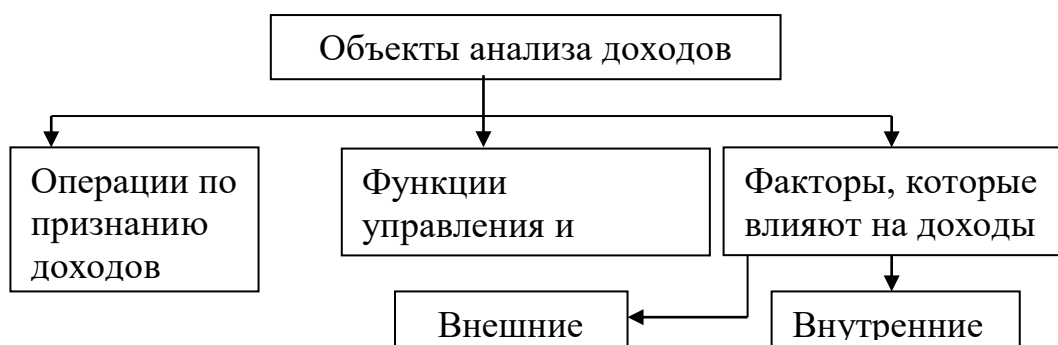 Объекты анализа доходов
Операции по
признанию
доходов
Функции
управления и
Факторы, которые
влияют на доходы
Внешние
Внутренние